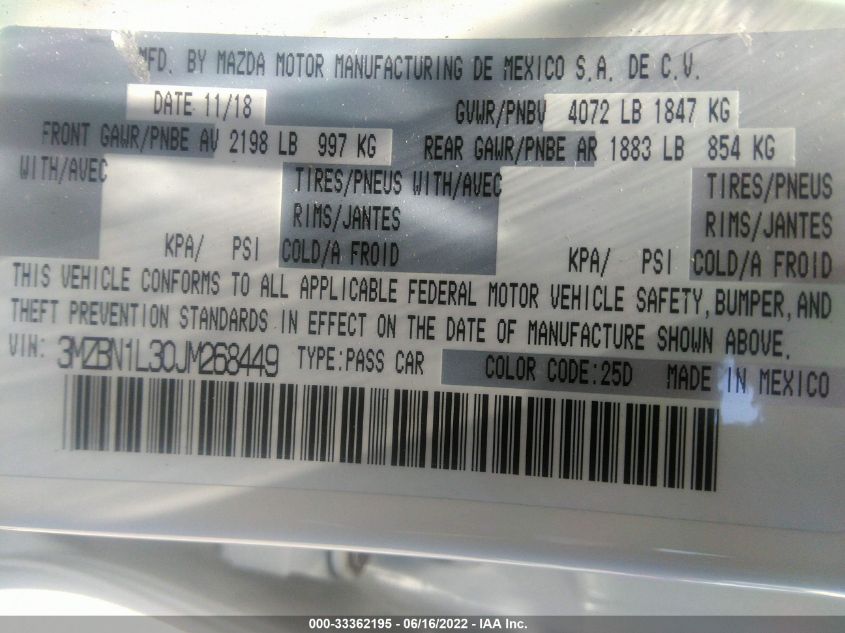 MFD. BY MAZDA MOTOR MANUFACTURING DE MEXICO S.A. DE C.V.
DATE 11/18 GVWR/PNBV 4072 LB 1847 KG
FRONT GAWR/PNBE AV 2198 LB 997 KG REAR GAWR/PNBE AR 1883 LB 854 KG
WITH/AVEC TIRES/PNEUS WITH/AVEC TIRES/PNEUS
RIMS/JANTES RIMS/JANTES
KPA/ PSI COLD/A FROID KPA/ PSI COLD/A FROID
THIS VEHICLE CONFORMS TO ALL APPLICABLE FEDERAL MOTOR VEHICLE SAFETY, BUMPER, AND
THEFT PREVENTION STANDARDS IN EFFECT ON THE DATE OF MANUFACTURE SHOWN ABOVE.
VIN: 3MZBN1L30JM268449 TYPE:PASS CAR COLOR CODE:25D MADE IN MEXICO
000-33362195 - 06/16/2022 - IAA Inc.